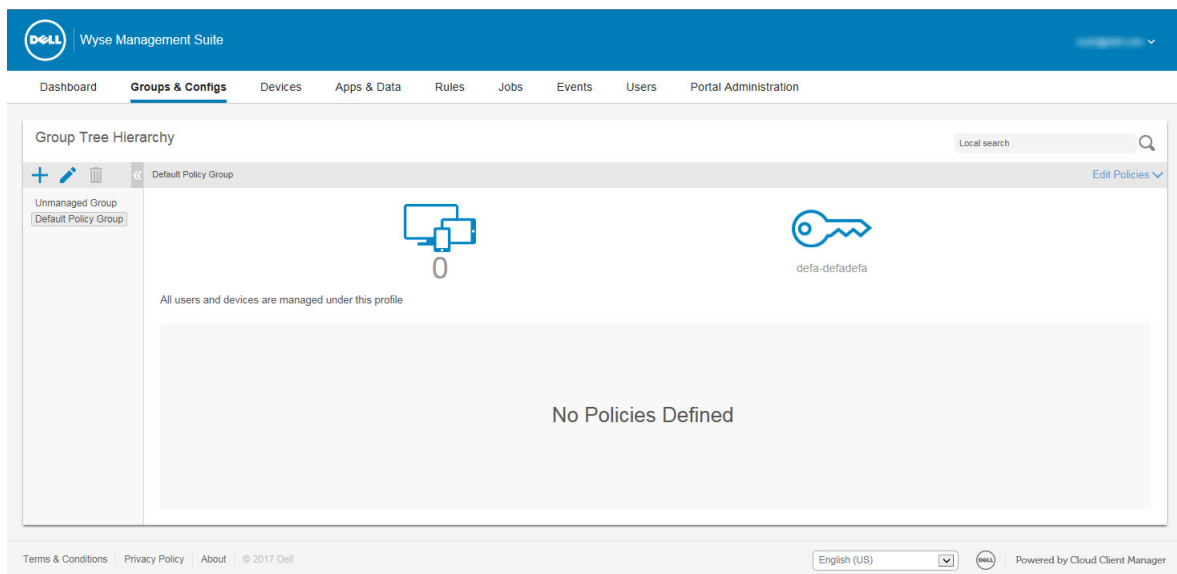 DELL
Wyse Management Suite
Dashboard
Groups & Configs
Devices
Apps & Data
Rules
Jobs
Events
Users
Portal Administration
Group Tree Hierarchy
Local search
Default Policy Group
Edit Policies
Unmanaged Group
Default Policy Group
0
defa-defadefa
All users and devices are managed under this profile
No Policies Defined
Terms & Conditions
Privacy Policy
About
© 2017 Dell
English (US)
DELL
Powered by Cloud Client Manager